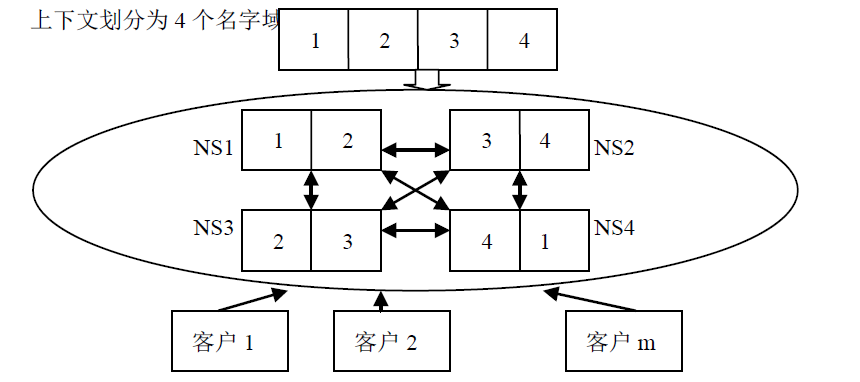 上下文划分为 4 个名字域
1 2 3 4
NS1 1 2 3 4 NS2
NS3 2 3 4 1 NS4
客户 1 客户 2 客户 m